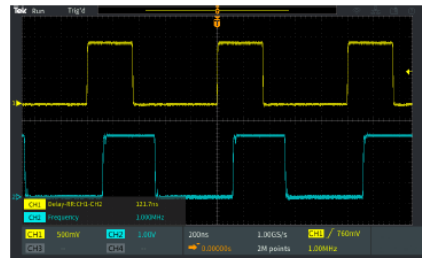 Tek Run Trig'd
CH1 Delay-RR:CH1-CH2 121.7ns
CH2 Frequency 1.000MHz
CH1 500mV CH2 1.00V 200ns 1.00GS/s CH1 / 760mV
CH3 CH4 0.00000s 2M points 1.00MHz